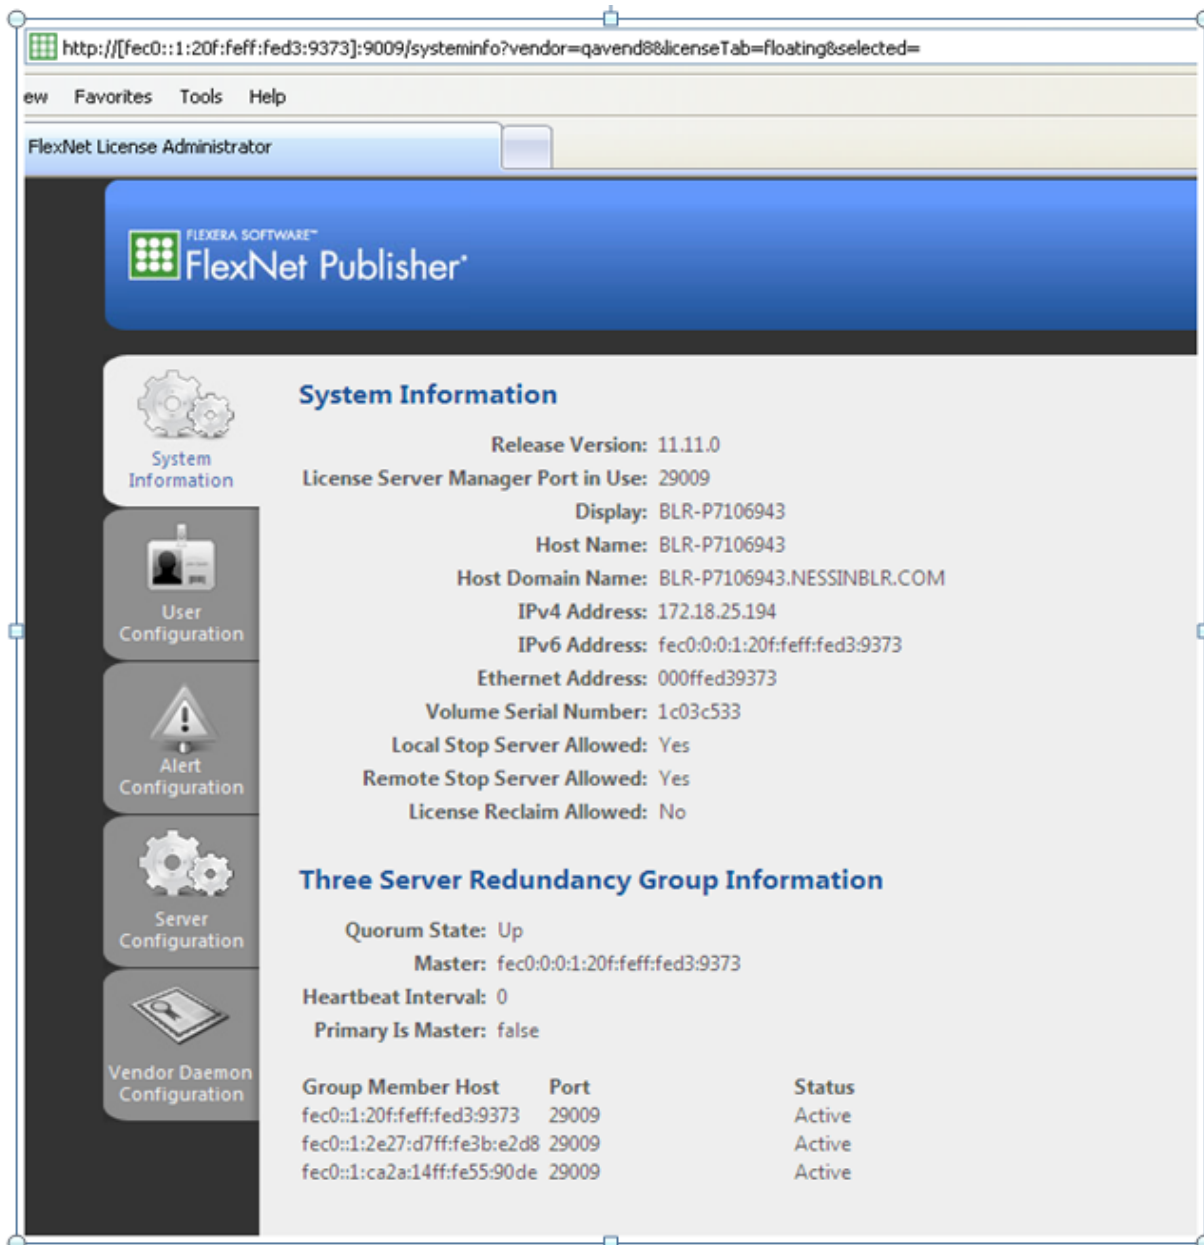 http://[fec0::1:20f:feff:fed3:9373]:9009/systeminfo?vendor=qavend8&licenseTab=floating&selected=
ew Favorites Tools Help
FlexNet License Administrator
FLEXERA SOFTWARE™
FlexNet Publisher
System Information
User Configuration
Alert Configuration
Server Configuration
Vendor Daemon Configuration
System Information
Release Version: 11.11.0
License Server Manager Port in Use: 29009
Display: BLR-P7106943
Host Name: BLR-P7106943
Host Domain Name: BLR-P7106943.NESSINBLR.COM
IPv4 Address: 172.18.25.194
IPv6 Address: fec0:0:0:1:20f:feff:fed3:9373
Ethernet Address: 000ffed39373
Volume Serial Number: 1c03c533
Local Stop Server Allowed: Yes
Remote Stop Server Allowed: Yes
License Reclaim Allowed: No
Three Server Redundancy Group Information
Quorum State: Up
Master: fec0:0:0:1:20f:feff:fed3:9373
Heartbeat Interval: 0
Primary Is Master: false
Group Member Host Port Status
fec0::1:20f:feff:fed3:9373 29009 Active
fec0::1:2e27:d7ff:fe3b:e2d8 29009 Active
fec0::1:ca2a:14ff:fe55:90de 29009 Active